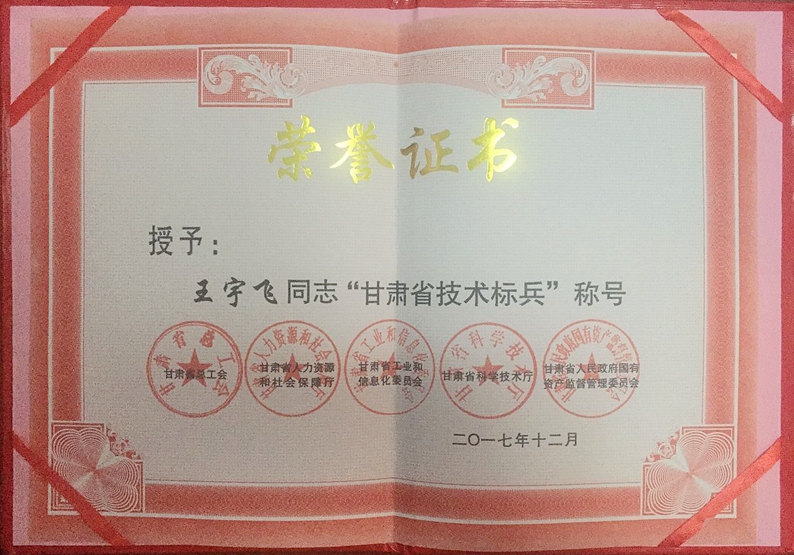 荣誉证书
授予：
王宇飞同志“甘肃省技术标兵”称号
甘肃省总工会
甘肃省人力资源
和社会保障厅
甘肃省工业和
信息化委员会
甘肃省科学技术厅
甘肃省人民政府国有
资产监督管理委员会
二〇一七年十二月